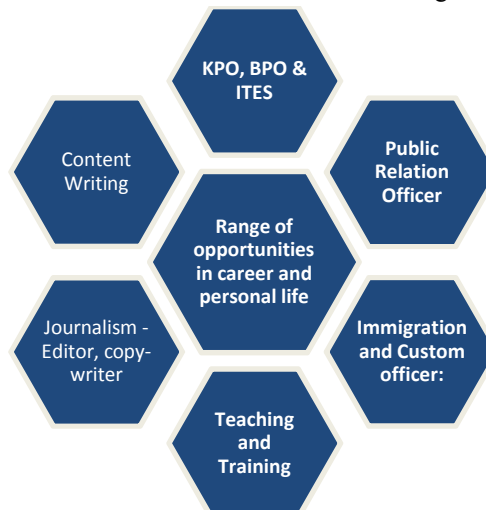 KPO, BPO &
ITES
Public
Relation
Officer
Immigration
and Custom
officer:
Teaching
and
Training
Journalism -
Editor, copy-
writer
Content
Writing
Range of
opportunities
in career and
personal life